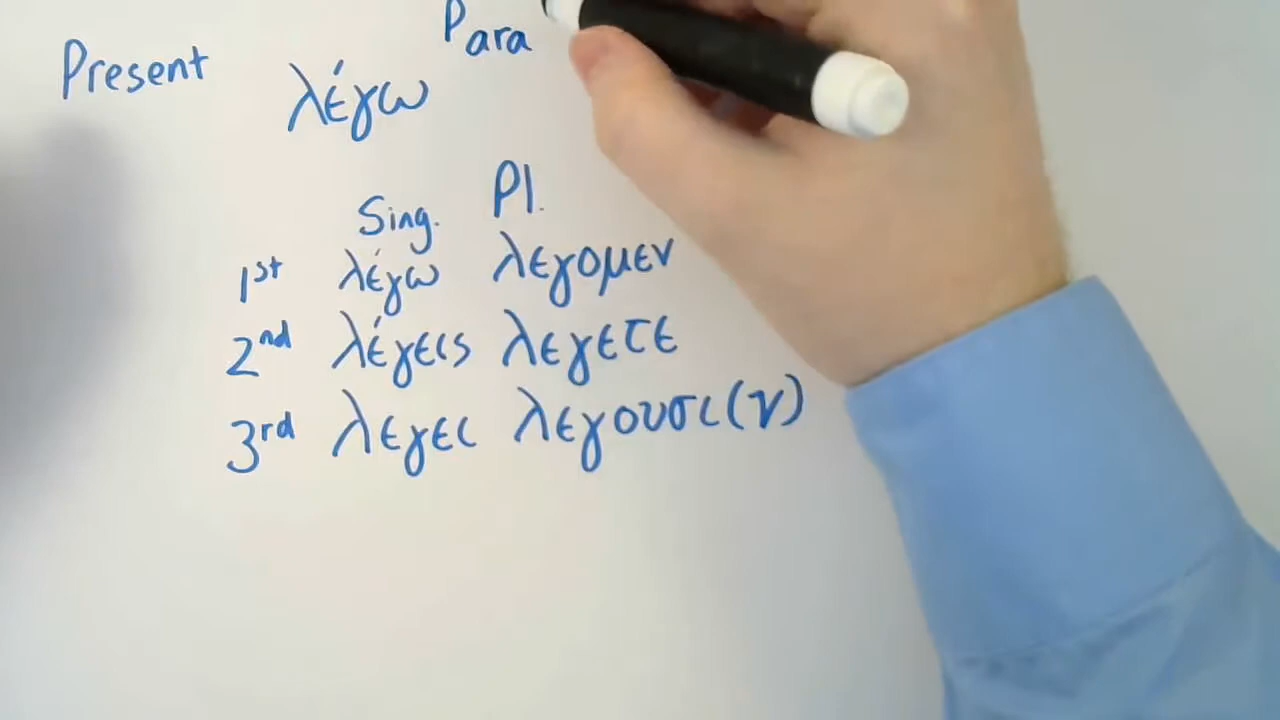 Para
Present λέγω
Sing. Pl.
1st λέγω λεγομεν
2nd λέγεις λεγετε
3rd λεγει λεγουσι(ν)